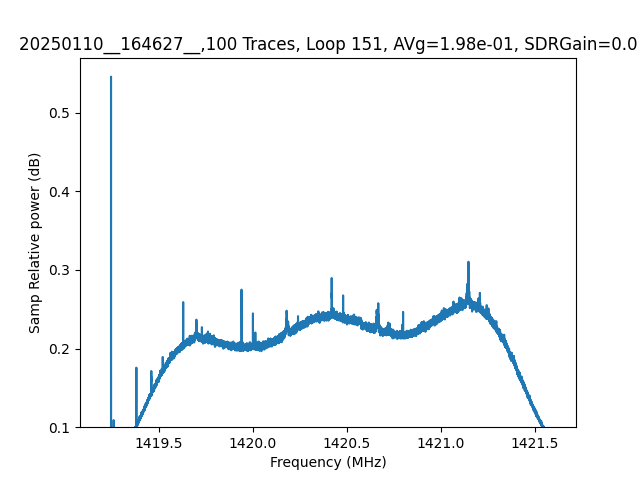 20250110__164627__,100 Traces, Loop 151, AVg=1.98e-01, SDRGain=0.0
0.5
0.4
0.3
0.2
0.1
Samp Relative power (dB)
1419.5 1420.0 1420.5 1421.0 1421.5
Frequency (MHz)